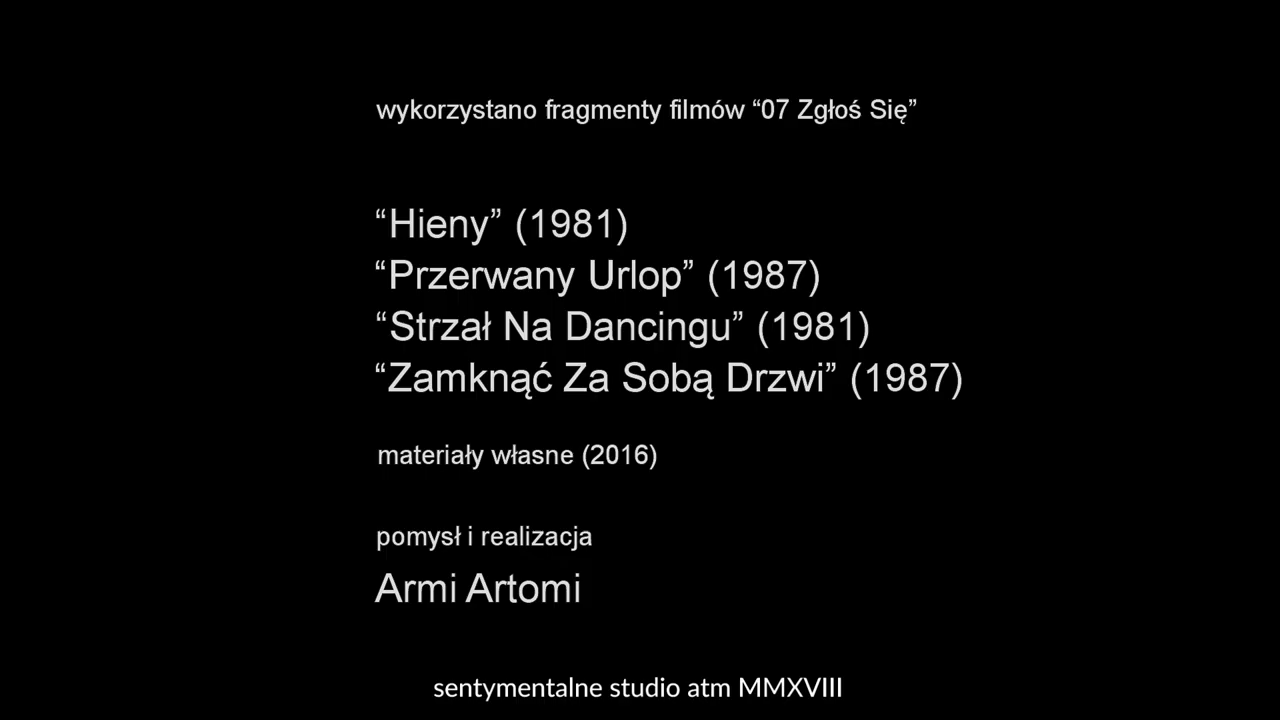 wykorzystano fragmenty filmów “07 Zgłoś Się”
“Hieny” (1981)
“Przerwany Urlop” (1987)
“Strzał Na Dancingu” (1981)
“Zamknąć Za Sobą Drzwi” (1987)
materiały własne (2016)
pomysł i realizacja
Armi Artomi
sentymentalne studio atm MMXVIII